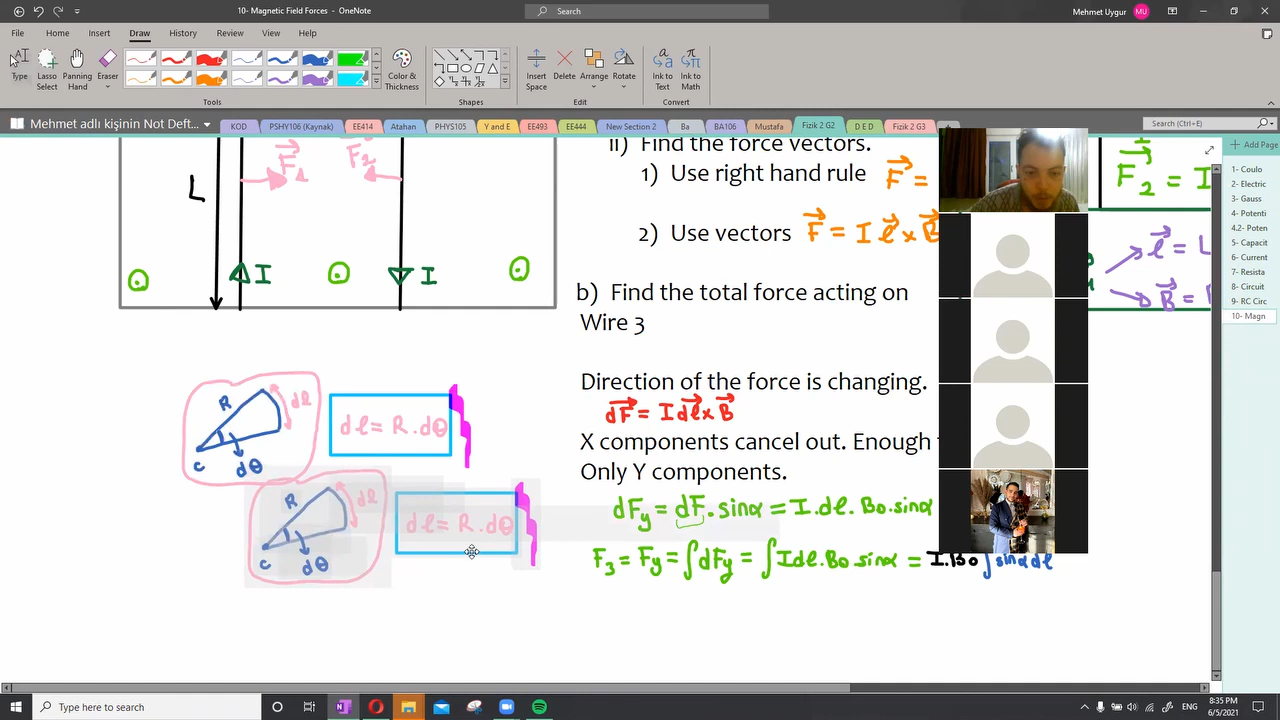 10- Magnetic Field Forces - OneNote
Search
Mehmet Uygur
MU
File Home Insert Draw History Review View Help
Type
Lasso Select
Panning Hand
Eraser
Color & Thickness
Insert Space
Delete
Arrange
Rotate
Ink to Text
Ink to Math
Tools
Shapes
Edit
Convert
Mehmet adlı kişinin Not Deft...
KOD
PSHY106 (Kaynak)
EE414
Atahan
PHYS105
Y and E
EE493
EE444
New Section 2
Ba
BA106
Mustafa
Fizik 2 G2
D E D
Fizik 2 G3
Search (Ctrl+E)
Add Page
1- Coulo
2- Electric
3- Gauss
4- Potenti
4.2- Poten
5- Capacit
6- Current
7- Resista
8- Circuit
9- RC Circ
10- Magn
F⃗1
F⃗2
L
I
I
ii) Find the force vectors.
1) Use right hand rule F⃗ =
2) Use vectors F⃗ = I l⃗ x B⃗
F⃗2 = I
l⃗ = L
B⃗ =
b) Find the total force acting on
Wire 3
Direction of the force is changing.
dF⃗ = I dl⃗ x B⃗
X components cancel out. Enough
Only Y components.
dFy = dF . sinα = I . dl . Bo . sinα
F3 = Fy = ∫dFy = ∫Idl . Bo sinα = I.Bo ∫sinα dl
R
dl
c
dθ
dl = R . dθ
R
dl
c
dθ
dl = R . dθ
Type here to search
ENG
8:35 PM
6/5/2021